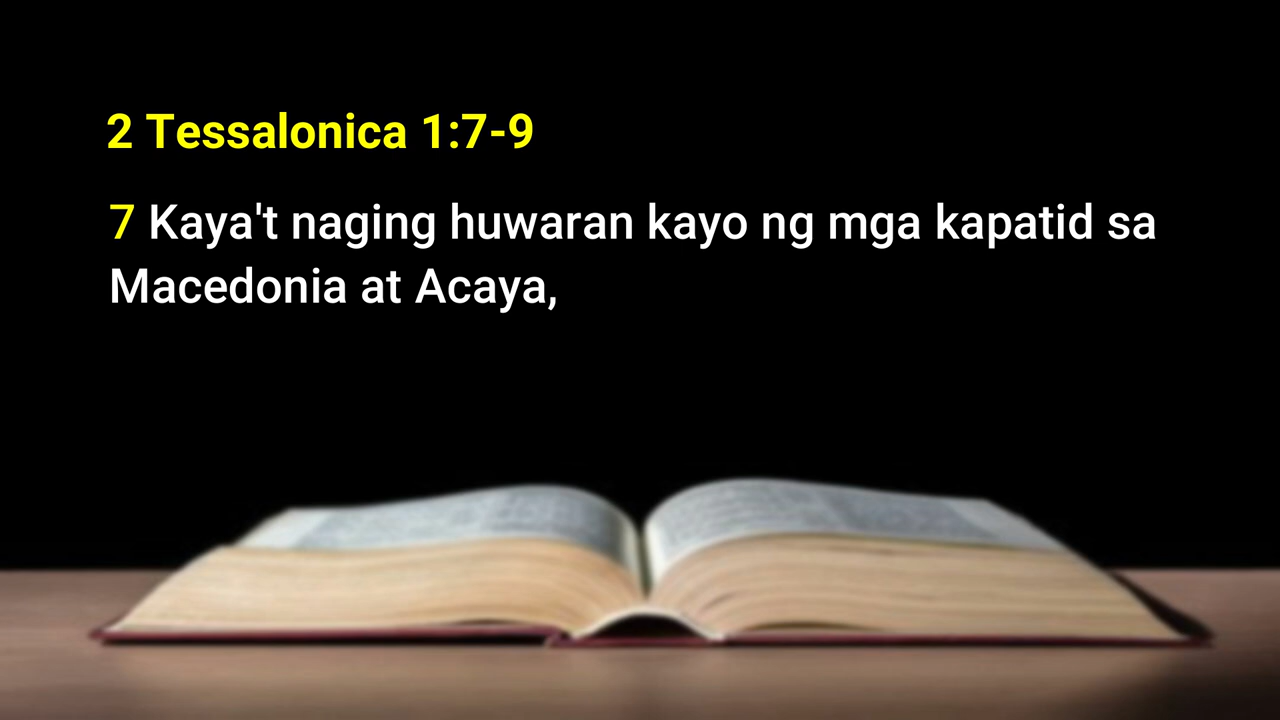 2 Tessalonica 1:7-9
7 Kaya't naging huwaran kayo ng mga kapatid sa
Macedonia at Acaya,